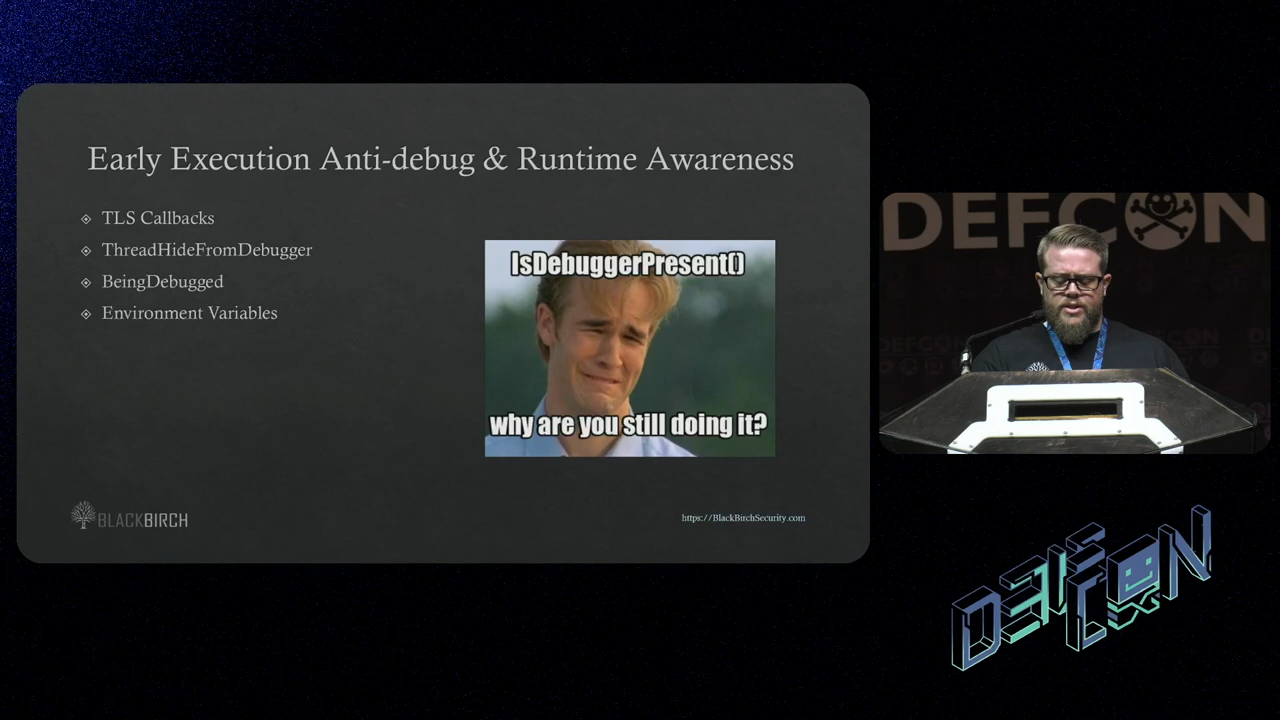 Early Execution Anti-debug & Runtime Awareness
TLS Callbacks
ThreadHideFromDebugger
BeingDebugged
Environment Variables
IsDebuggerPresent()
why are you still doing it?
BLACKBIRCH
https://BlackBirchSecurity.com
DEFCON
DEFCON
DEFCON